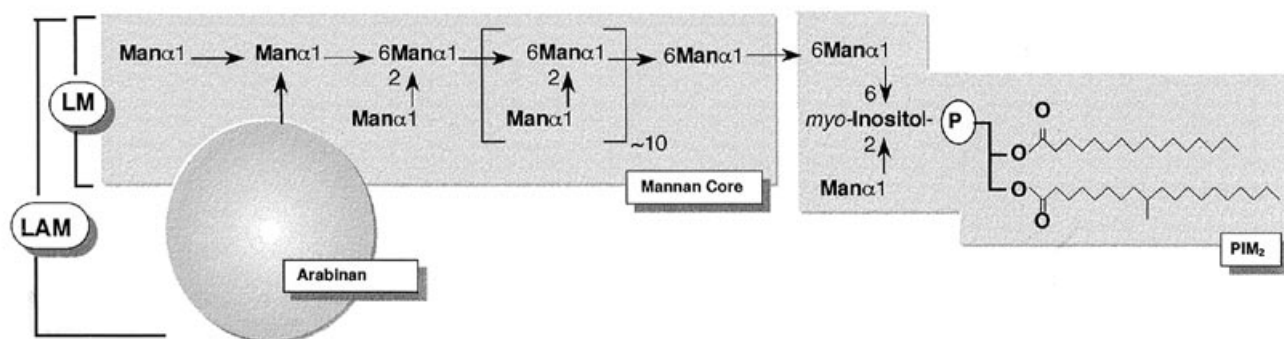 Manα1
Manα1
6Manα1
6Manα1
6Manα1
6Manα1
2
2
Manα1
Manα1
~10
LM
LAM
Arabinan
Mannan Core
6
myo-Inositol-
2
Manα1
P
O
O
O
O
PIM₂